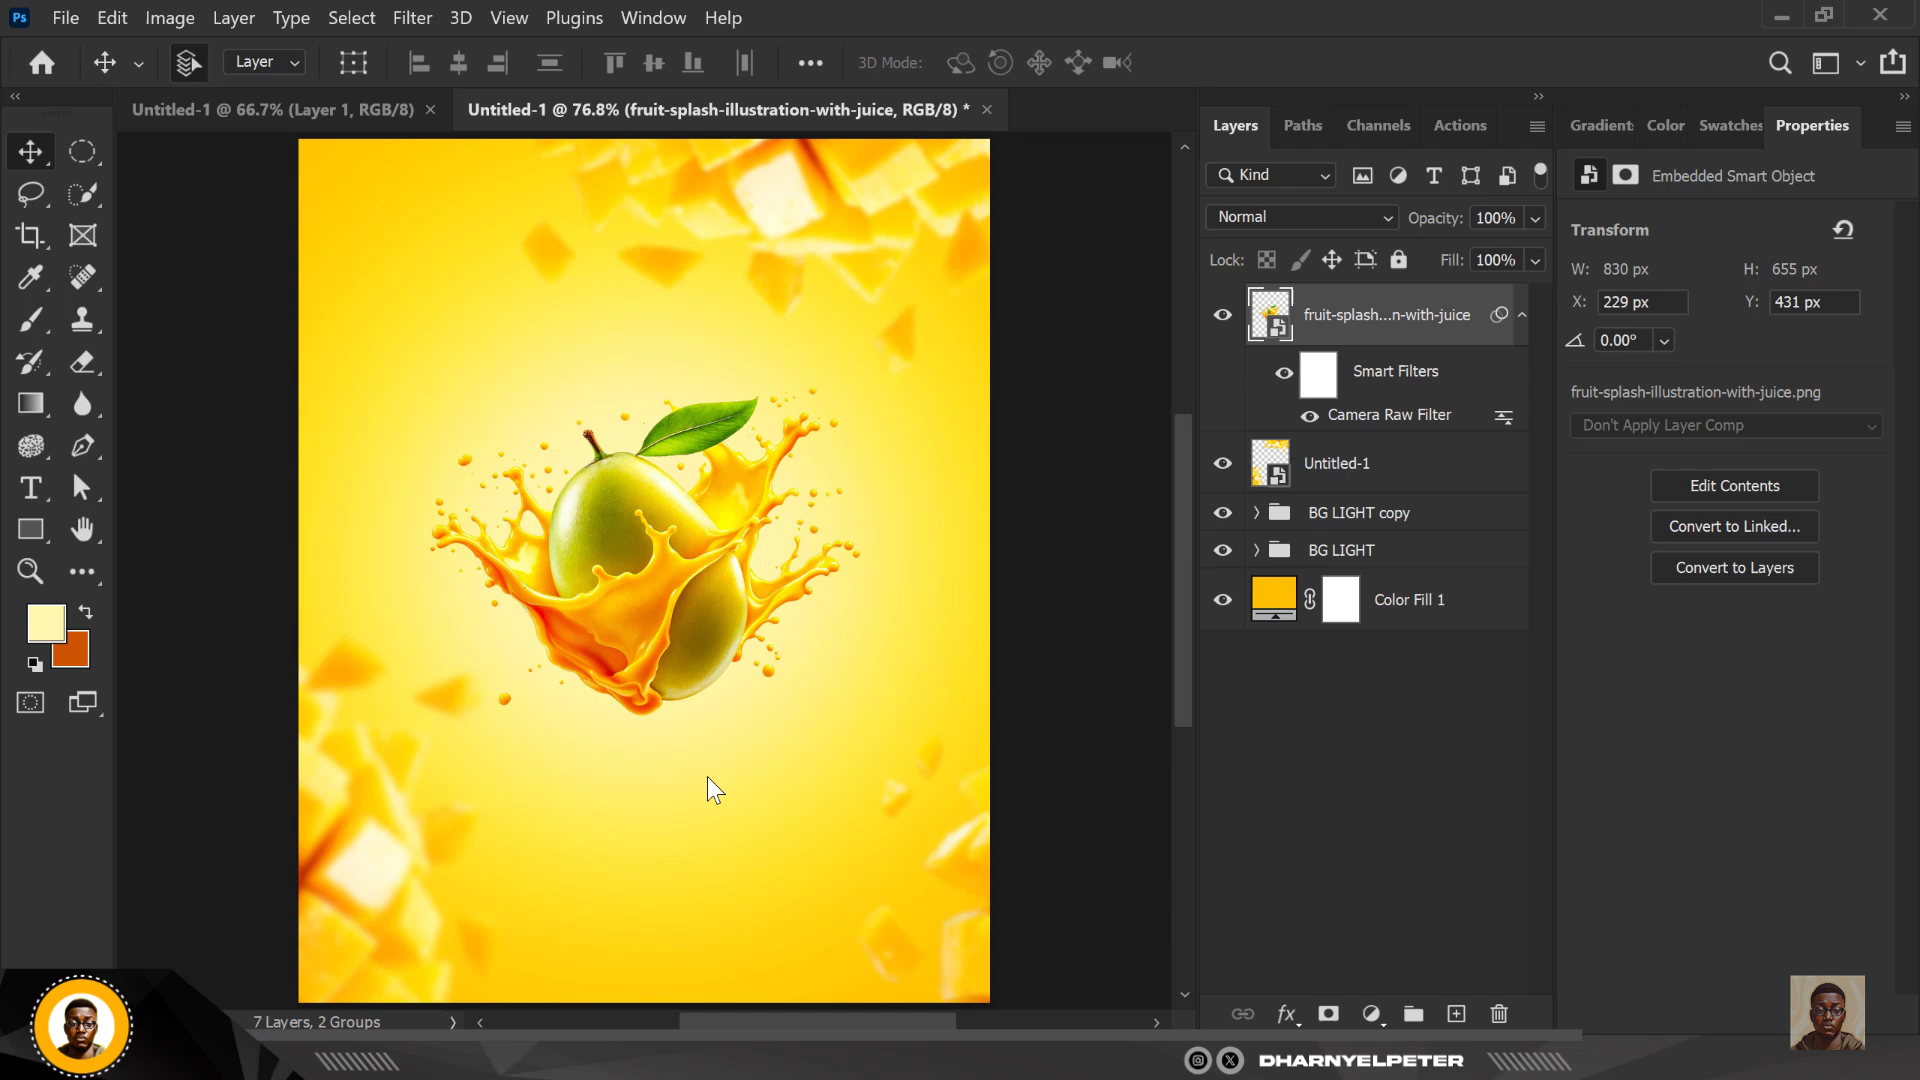 Ps File Edit Image Layer Type Select Filter 3D View Plugins Window Help
Layer 3D Mode:
Untitled-1 @ 66.7% (Layer 1, RGB/8) Untitled-1 @ 76.8% (fruit-splash-illustration-with-juice, RGB/8) *
Layers Paths Channels Actions
Kind
Normal Opacity: 100%
Lock: Fill: 100%
fruit-splash...n-with-juice
Smart Filters
Camera Raw Filter
Untitled-1
BG LIGHT copy
BG LIGHT
Color Fill 1
Gradient: Color Swatches Properties
Embedded Smart Object
Transform
W: 830 px H: 655 px
X: 229 px Y: 431 px
0.00°
fruit-splash-illustration-with-juice.png
Don't Apply Layer Comp
Edit Contents
Convert to Linked...
Convert to Layers
7 Layers, 2 Groups
fx
DHARNYELPETER